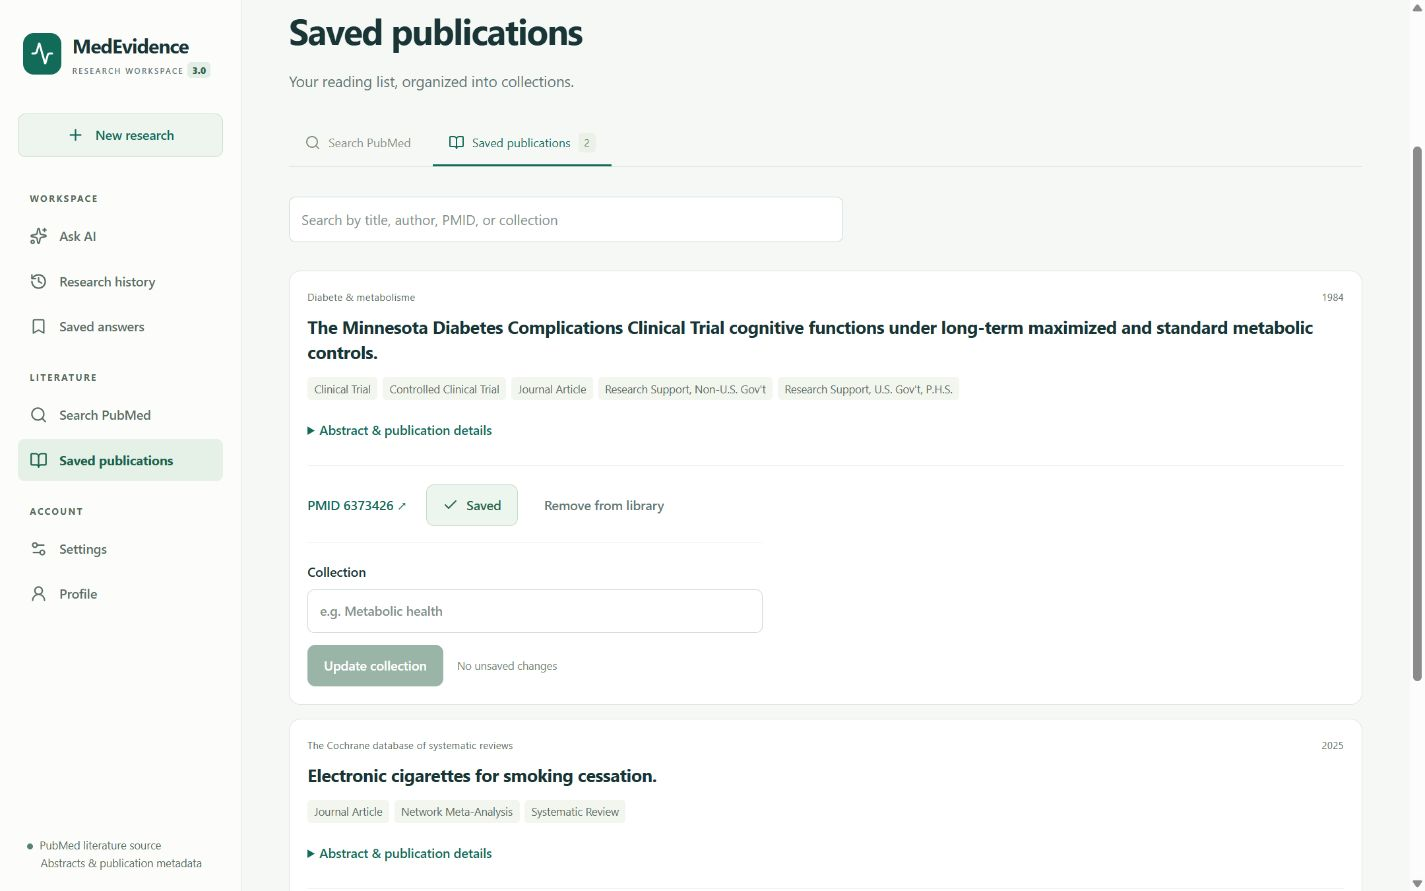 MedEvidence
RESEARCH WORKSPACE 3.0
New research
WORKSPACE
Ask AI
Research history
Saved answers
LITERATURE
Search PubMed
Saved publications
ACCOUNT
Settings
Profile
PubMed literature source
Abstracts & publication metadata
Saved publications
Your reading list, organized into collections.
Search PubMed
Saved publications 2
Search by title, author, PMID, or collection
Diabete & metabolisme 1984
The Minnesota Diabetes Complications Clinical Trial cognitive functions under long-term maximized and standard metabolic
controls.
Clinical Trial Controlled Clinical Trial Journal Article Research Support, Non-U.S. Gov't Research Support, U.S. Gov't, P.H.S.
▶ Abstract & publication details
PMID 6373426 ↗ ✓ Saved Remove from library
Collection
e.g. Metabolic health
Update collection No unsaved changes
The Cochrane database of systematic reviews 2025
Electronic cigarettes for smoking cessation.
Journal Article Network Meta-Analysis Systematic Review
▶ Abstract & publication details